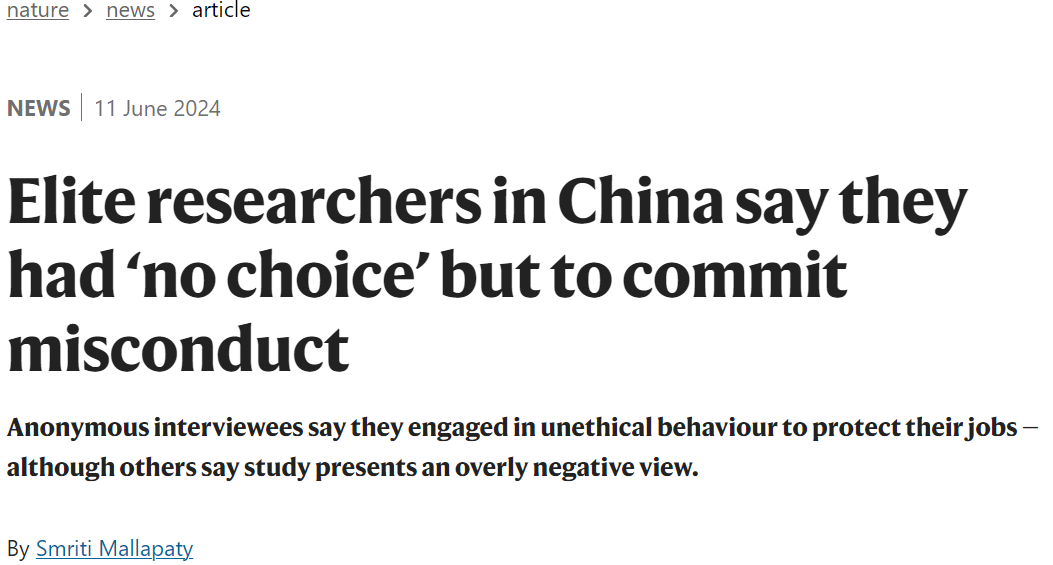 nature > news > article
NEWS | 11 June 2024
Elite researchers in China say they
had ‘no choice’ but to commit
misconduct
Anonymous interviewees say they engaged in unethical behaviour to protect their jobs —
although others say study presents an overly negative view.
By Smriti Mallapaty